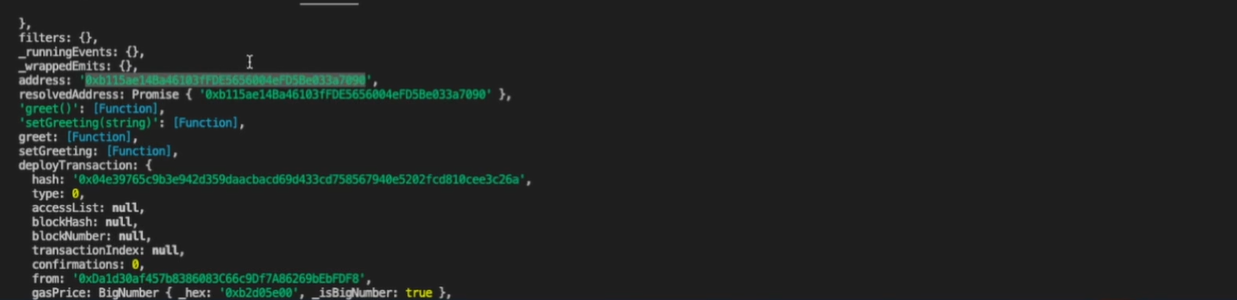 },
filters: {},
_runningEvents: {},
_wrappedEmits: {},
address: '0xb115ae14Ba46103fFDE5656004eFD5Be033a7090',
resolvedAddress: Promise { '0xb115ae14Ba46103fFDE5656004eFD5Be033a7090' },
'greet()': [Function],
'setGreeting(string)': [Function],
greet: [Function],
setGreeting: [Function],
deployTransaction: {
hash: '0x04e39765c9b3e942d359daacbacd69d433cd758567940e5202fcd810cee3c26a',
type: 0,
accessList: null,
blockHash: null,
blockNumber: null,
transactionIndex: null,
confirmations: 0,
from: '0xDa1d30af457b8386083C66c9Df7A86269bEbFDF8',
gasPrice: BigNumber { _hex: '0xb2d05e00', _isBigNumber: true },